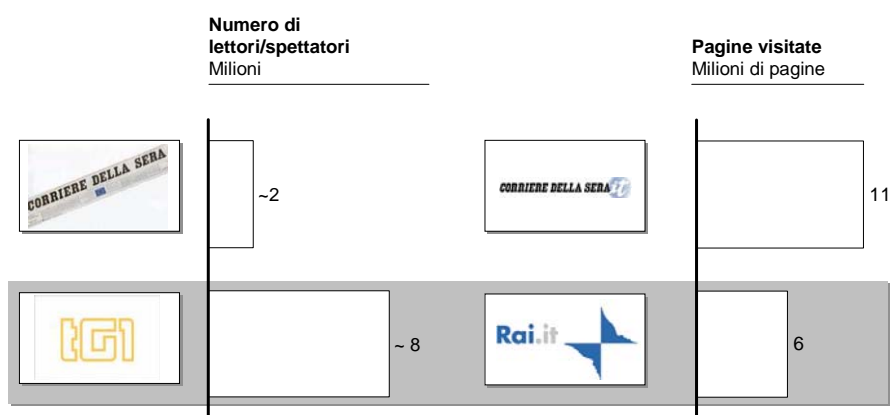 Numero di
lettori/spettatori
Milioni
Pagine visitate
Milioni di pagine
CORRIERE DELLA SERA
~2
CORRIERE DELLA SERA it
11
tG1
~ 8
Rai.it
6